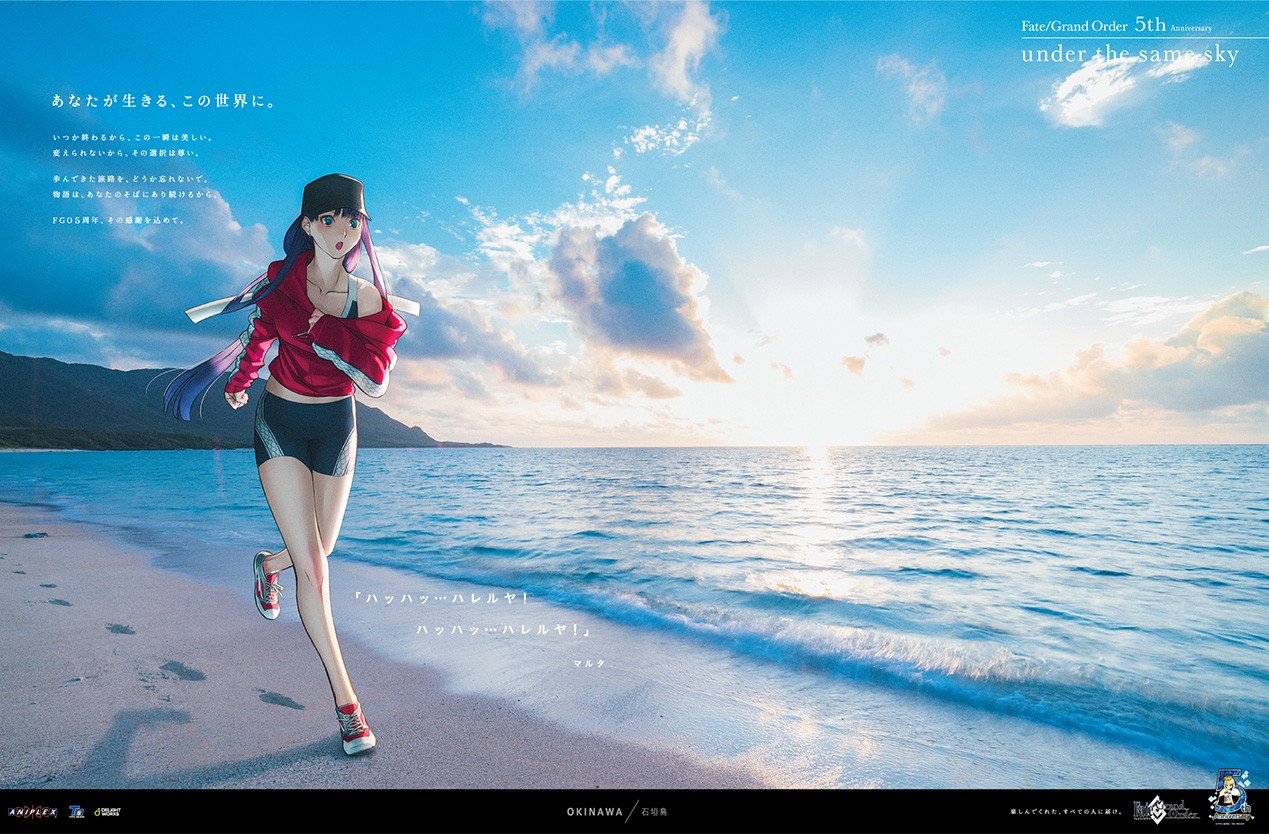 Fate/Grand Order 5th Anniversary
under the same sky
あなたが生きる、この世界に。
いつか終わるから、この一瞬は美しい。
変えられないから、その選択は尊い。
歩んできた旅路を、どうか忘れないで。
物語は、あなたのそばにあり続けるから。
FGO5周年、その感謝を込めて。
「ハッハッ…ハレルヤ!
ハッハッ…ハレルヤ!」
マルタ
ANIPLEX
DELIGHT WORKS
OKINAWA / 石垣島
楽しんでくれた、すべての人に届け。
Fate/Grand Order
5th Anniversary